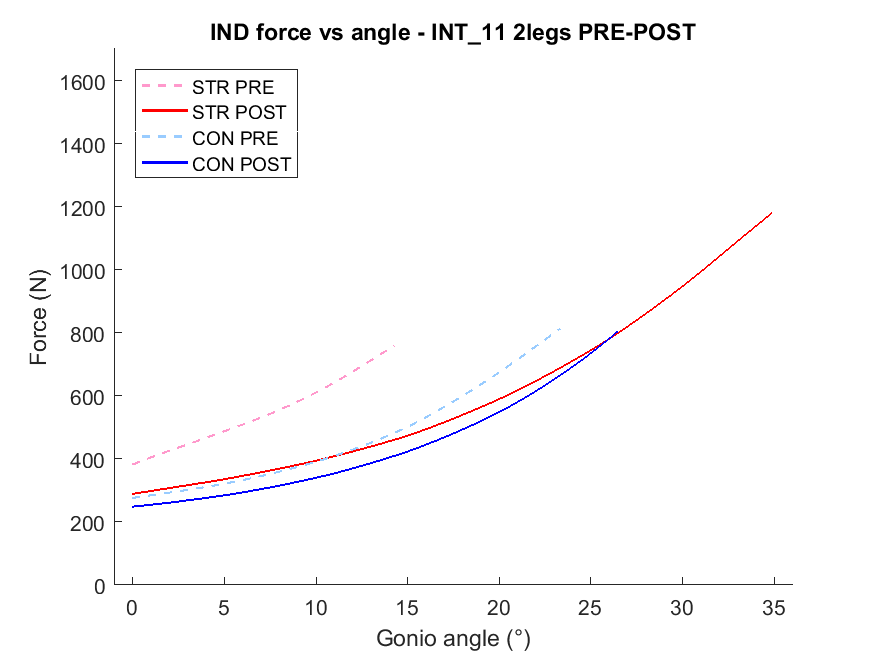 IND force vs angle - INT_11 2legs PRE-POST
STR PRE
STR POST
CON PRE
CON POST
1600
1400
1200
1000
800
600
400
200
0
Force (N)
0 5 10 15 20 25 30 35
Gonio angle (°)